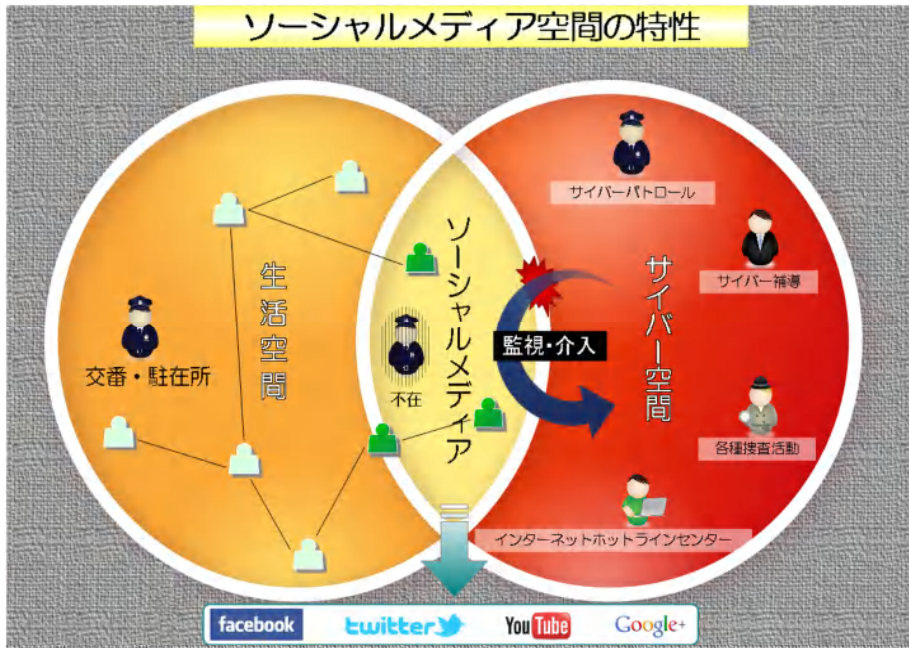 ソーシャルメディア空間の特性
サイバーパトロール
サイバー補導
生活空間
ソーシャルメディア
サイバー空間
交番・駐在所
不在
監視・介入
各種捜査活動
インターネットホットラインセンター
facebook
twitter
YouTube
Google+